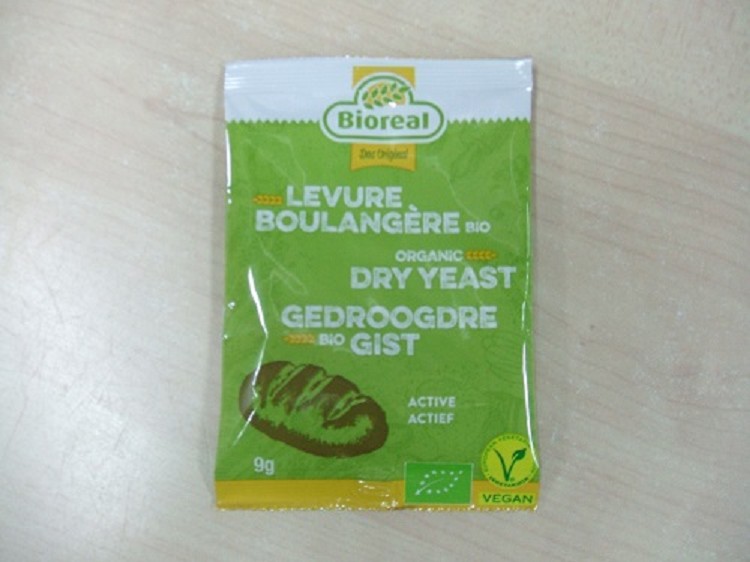 Bioreal
Das Original
LEVURE
BOULANGÈRE BIO
ORGANIC
DRY YEAST
GEDROOGDRE
BIO GIST
ACTIVE
ACTIEF
9g
VEGAN